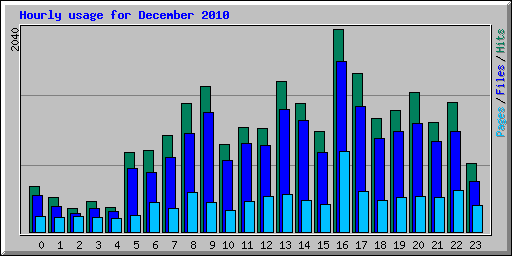 Hourly usage for December 2010
2040
Pages / Files / Hits
0 1 2 3 4 5 6 7 8 9 10 11 12 13 14 15 16 17 18 19 20 21 22 23